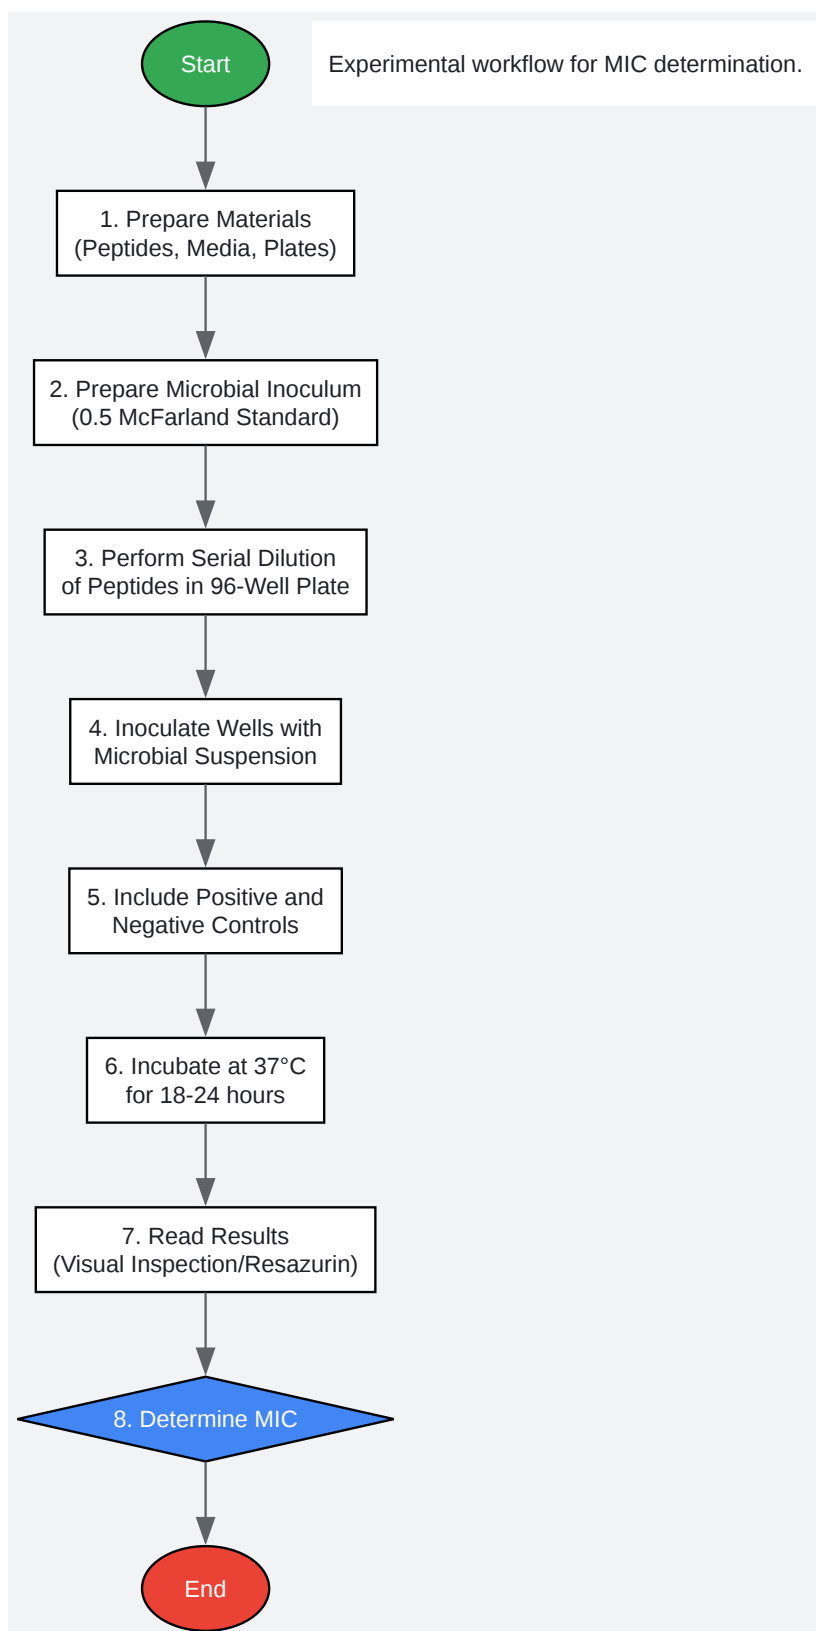 Start
Experimental workflow for MIC determination.
1. Prepare Materials
(Peptides, Media, Plates)
2. Prepare Microbial Inoculum
(0.5 McFarland Standard)
3. Perform Serial Dilution
of Peptides in 96-Well Plate
4. Inoculate Wells with
Microbial Suspension
5. Include Positive and
Negative Controls
6. Incubate at 37°C
for 18-24 hours
7. Read Results
(Visual Inspection/Resazurin)
8. Determine MIC
End